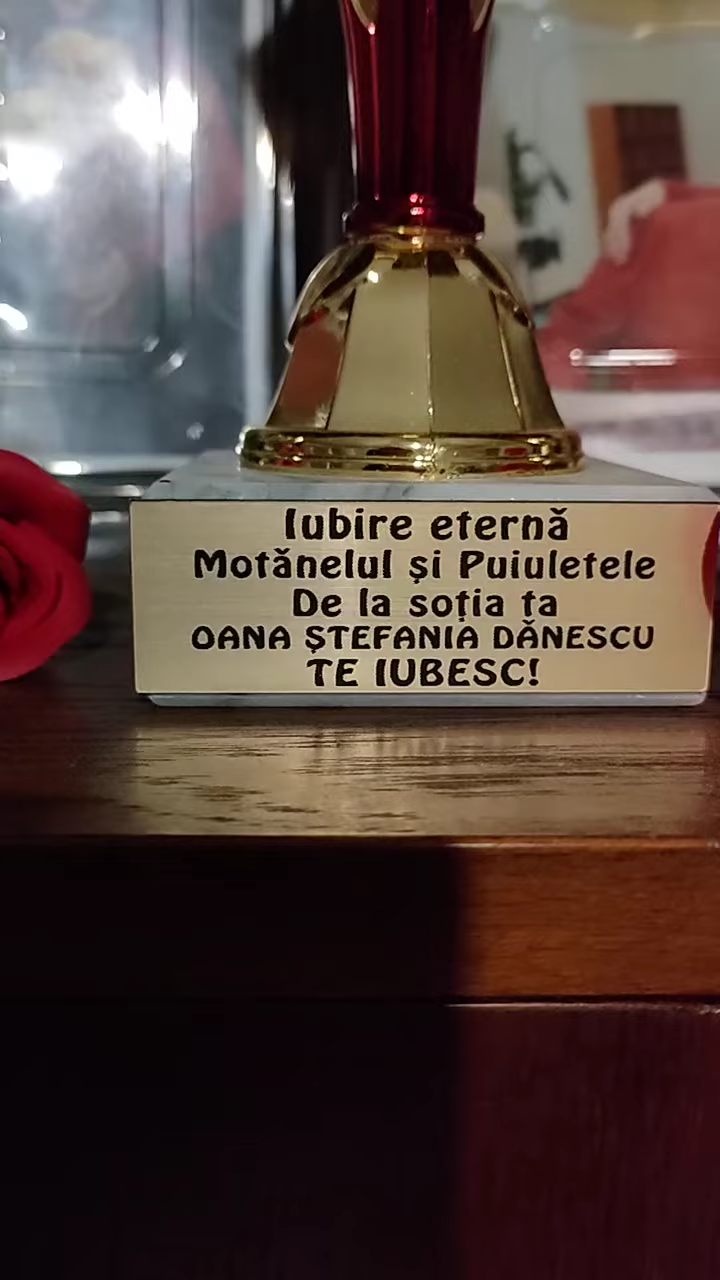 Iubire eternă
Motănelul și Puiuletele
De la soția ta
OANA ȘTEFANIA DĂNESCU
TE IUBESC!